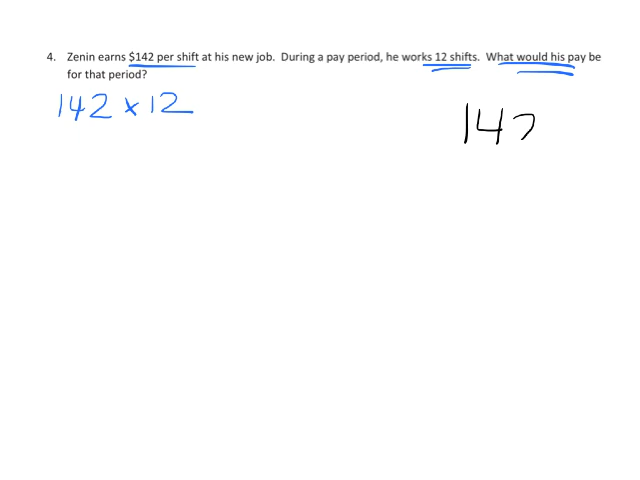 4. Zenin earns $142 per shift at his new job. During a pay period, he works 12 shifts. What would his pay be
for that period?
142 × 12
142